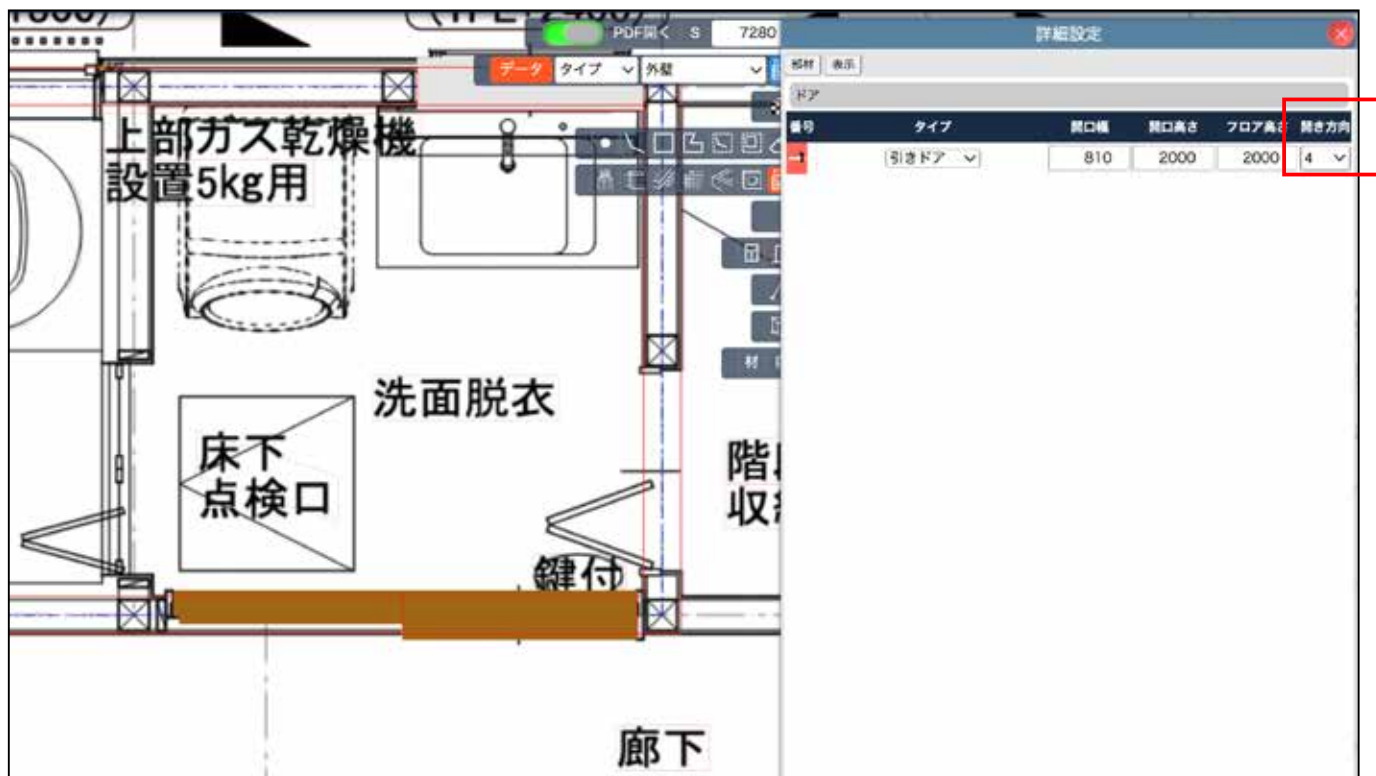 PDF開く S 7280
データ タイプ 外壁
詳細設定
部材 表示
ドア
番号 タイプ 開口幅 開口高さ フロア高さ 開き方向
1 引きドア 810 2000 2000 4
上部ガス乾燥機
設置5kg用
材
洗面脱衣
床下
点検口
鍵付
廊下